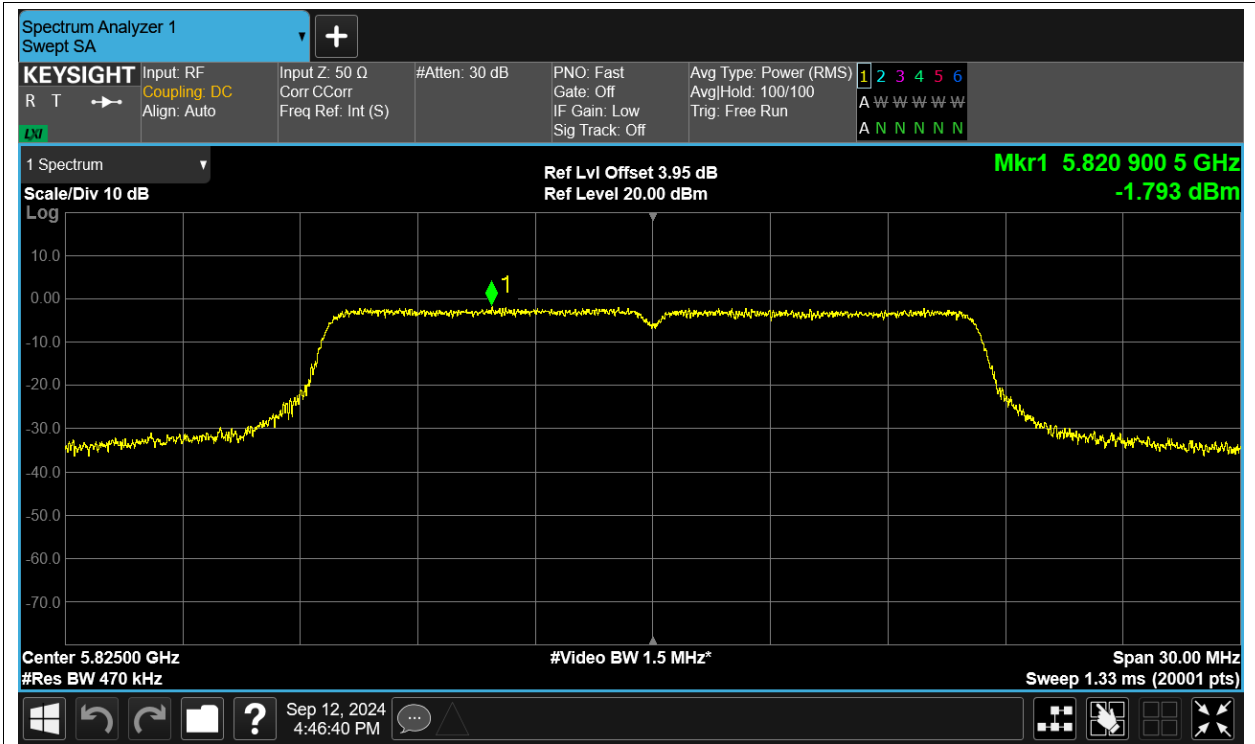 Spectrum Analyzer 1
Swept SA
+
KEYSIGHT
R T
LXI
Input: RF
Coupling: DC
Align: Auto
Input Z: 50 Ω
Corr CCorr
Freq Ref: Int (S)
#Atten: 30 dB
PNO: Fast
Gate: Off
IF Gain: Low
Sig Track: Off
Avg Type: Power (RMS)
Avg|Hold: 100/100
Trig: Free Run
1 2 3 4 5 6
A W W W W W
A N N N N N
1 Spectrum
Scale/Div 10 dB
Log
Ref Lvl Offset 3.95 dB
Ref Level 20.00 dBm
Mkr1 5.820 900 5 GHz
-1.793 dBm
10.0
0.00
-10.0
-20.0
-30.0
-40.0
-50.0
-60.0
-70.0
1
Center 5.82500 GHz
#Res BW 470 kHz
#Video BW 1.5 MHz*
Span 30.00 MHz
Sweep 1.33 ms (20001 pts)
?
Sep 12, 2024
4:46:40 PM